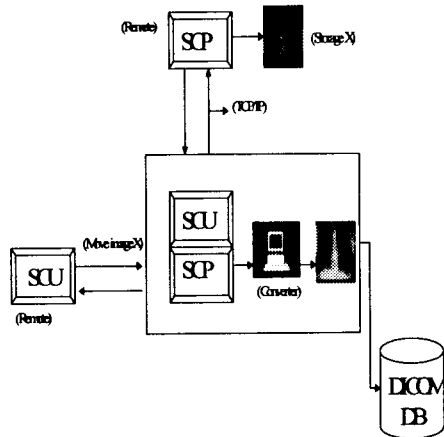 (Remote)
SCP
(Storage X)
(TCP/IP)
SCU
(Move image X)
SCU
SCP
(Converter)
(Remote)
DICOM
DB